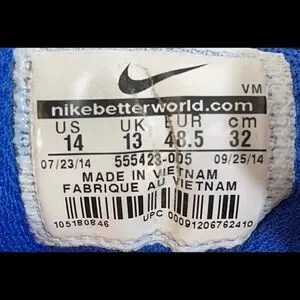 VM
nikebetterworld.com
US UK EUR cm
14 13 48.5 32
07/23/14 555423-005 09/25/14
MADE IN VIETNAM
FABRIQUE AU VIETNAM
105180846
UPC 00091206762410